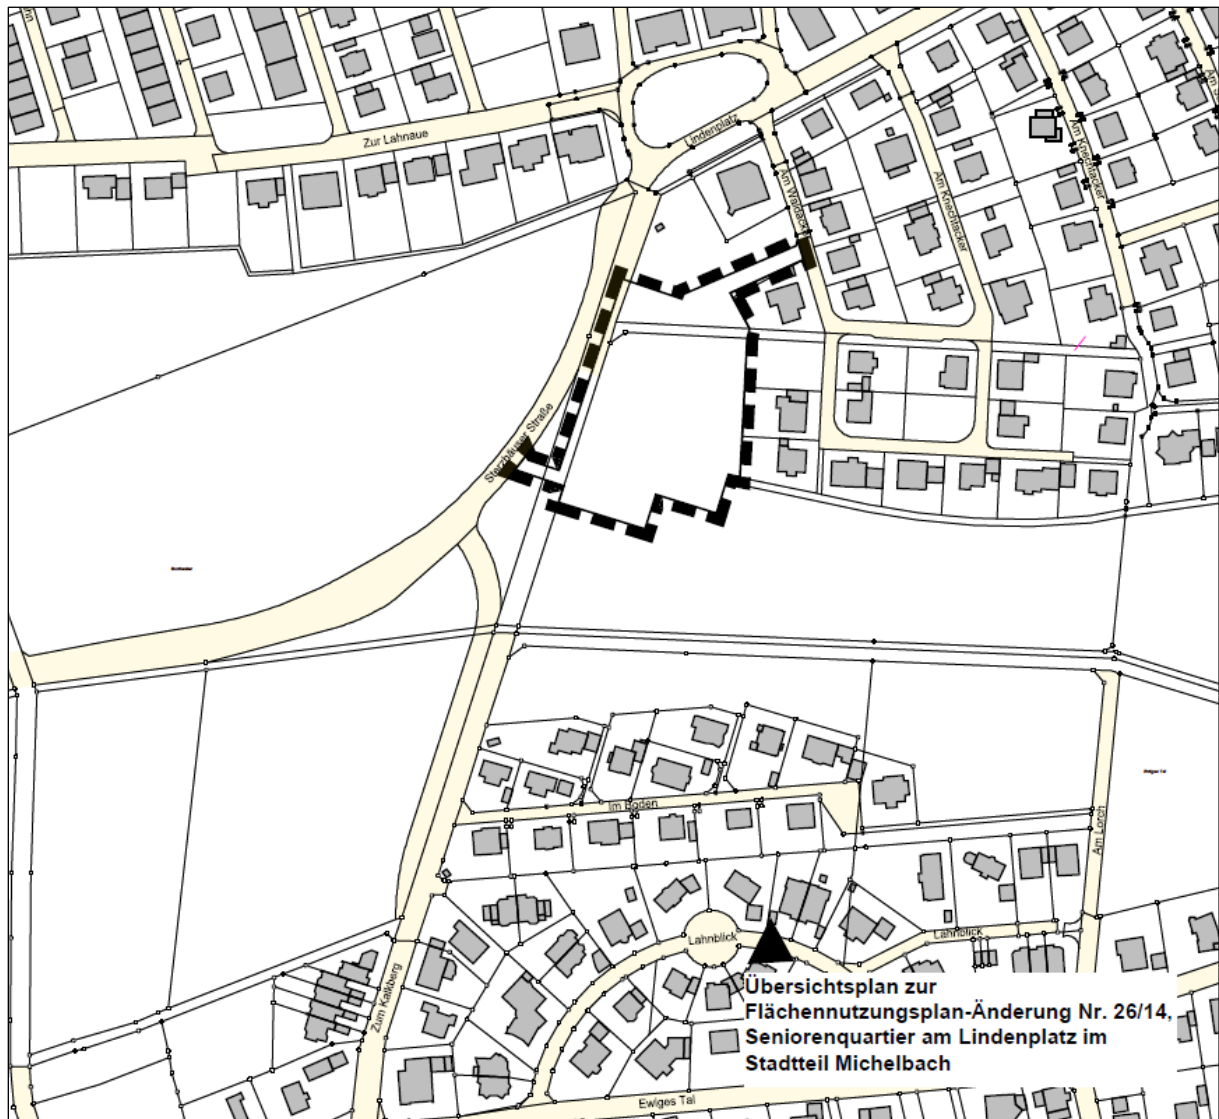 Zur Lahnaue
Lindenplatz
Am Waldacker
Am Knechtacker
Am Knechtacker
Sterzhäuser Straße
Im Boden
Am Lorch
Lahnblick
Lahnblick
Zum Kalkberg
Ewiges Tal
Übersichtsplan zur
Flächennutzungsplan-Änderung Nr. 26/14,
Seniorenquartier am Lindenplatz im
Stadtteil Michelbach